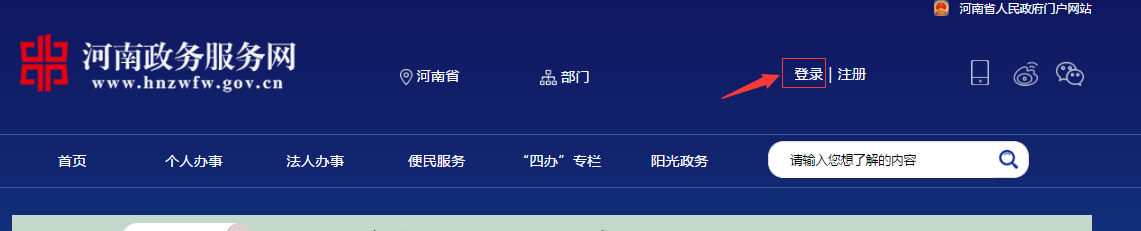 河南省人民政府门户网站
河南政务服务网
www.hnzwfw.gov.cn
河南省
部门
登录 | 注册
首页 个人办事 法人办事 便民服务 “四办”专栏 阳光政务
请输入您想了解的内容